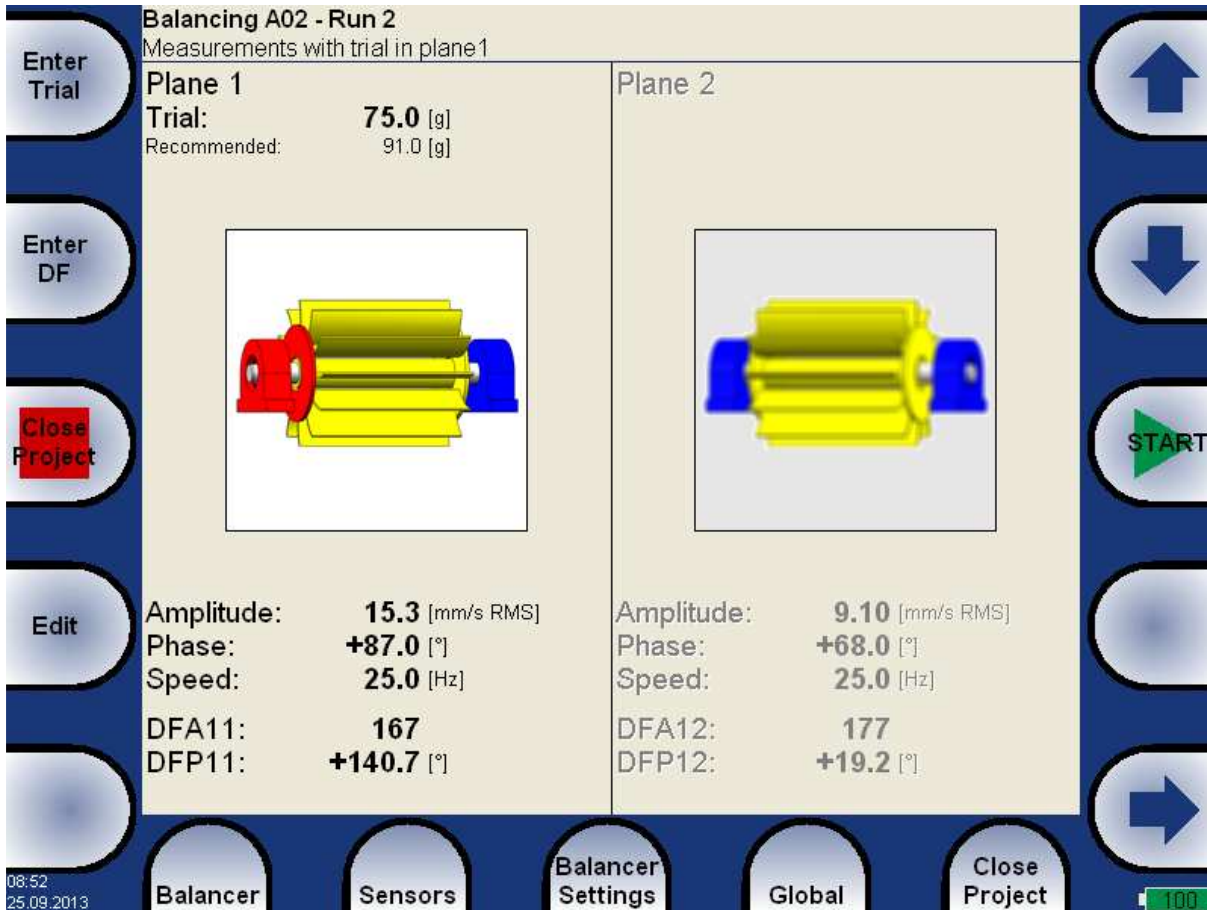 Balancing A02 - Run 2
Measurements with trial in plane1
Enter
Trial
Enter
DF
Close
Project
Edit
Plane 1
Trial: 75.0 [g]
Recommended: 91.0 [g]
Amplitude: 15.3 [mm/s RMS]
Phase: +87.0 [°]
Speed: 25.0 [Hz]
DFA11: 167
DFP11: +140.7 [°]
Plane 2
Amplitude: 9.10 [mm/s RMS]
Phase: +68.0 [°]
Speed: 25.0 [Hz]
DFA12: 177
DFP12: +19.2 [°]
START
08:52
25.09.2013
Balancer
Sensors
Balancer
Settings
Global
Close
Project
100